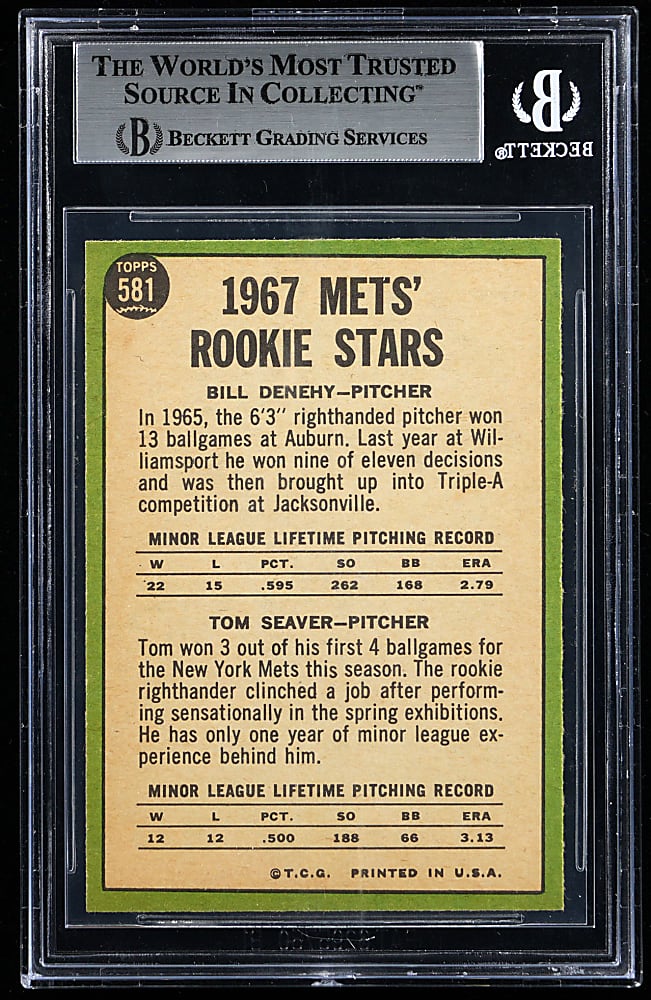 THE WORLD'S MOST TRUSTED
SOURCE IN COLLECTING™
B BECKETT GRADING SERVICES
B
BECKETT®
TOPPS
581
1967 METS'
ROOKIE STARS
BILL DENEHY—PITCHER
In 1965, the 6'3" righthanded pitcher won
13 ballgames at Auburn. Last year at Wil-
liamsport he won nine of eleven decisions
and was then brought up into Triple-A
competition at Jacksonville.
MINOR LEAGUE LIFETIME PITCHING RECORD
W L PCT. SO BB ERA
22 15 .595 262 168 2.79
TOM SEAVER—PITCHER
Tom won 3 out of his first 4 ballgames for
the New York Mets this season. The rookie
righthander clinched a job after perform-
ing sensationally in the spring exhibitions.
He has only one year of minor league ex-
perience behind him.
MINOR LEAGUE LIFETIME PITCHING RECORD
W L PCT. SO BB ERA
12 12 .500 188 66 3.13
©T.C.G. PRINTED IN U.S.A.